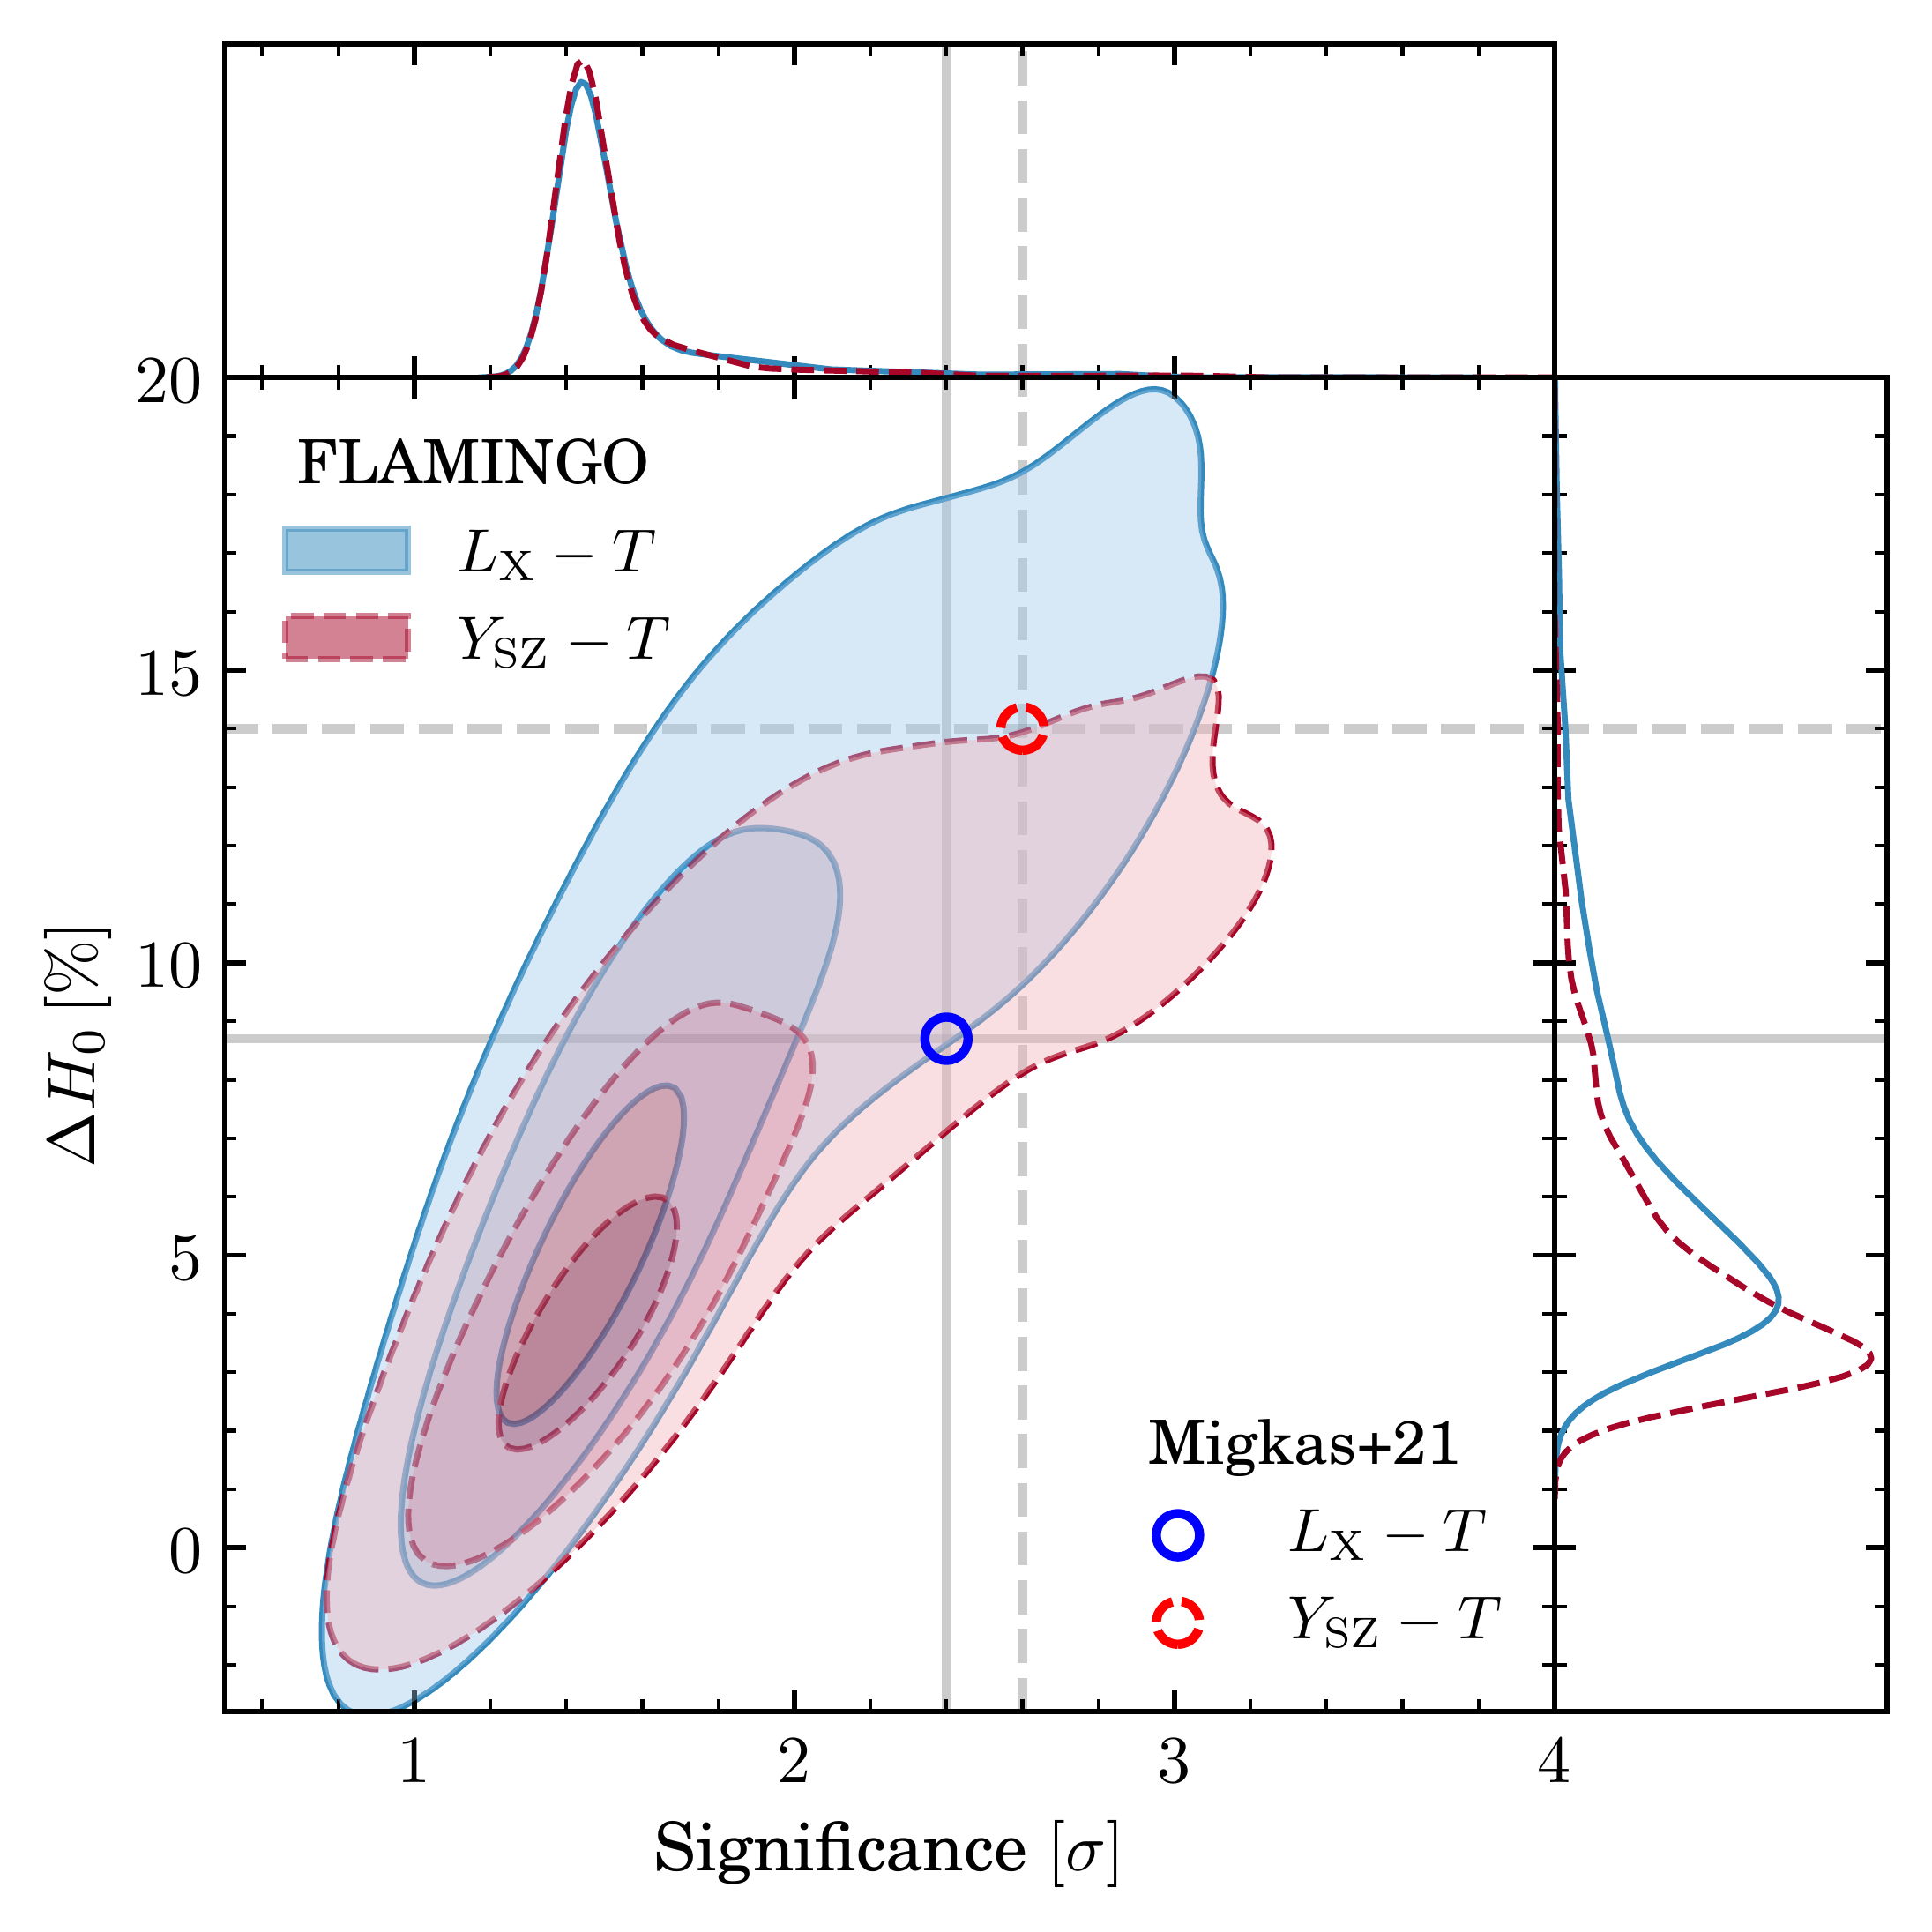 20
FLAMINGO
L_X − T
Y_SZ − T
15
10
5
0
ΔH_0 [%]
Migkas+21
L_X − T
Y_SZ − T
1 2 3 4
Significance [σ]